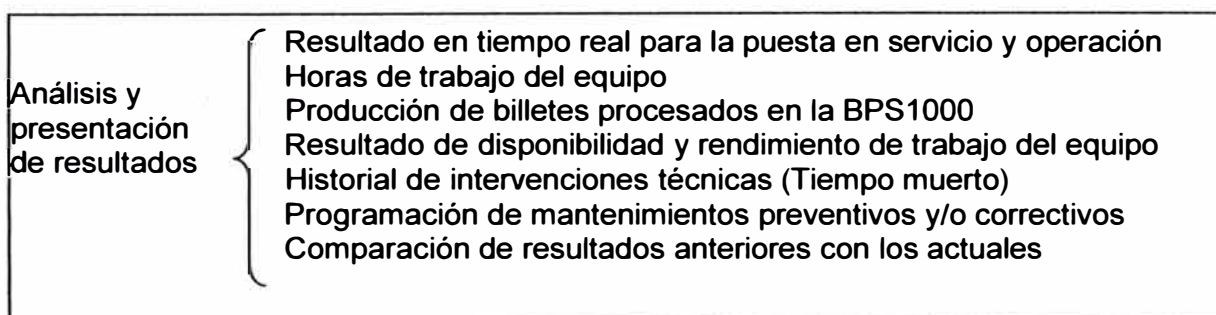 Análisis y
presentación
de resultados
Resultado en tiempo real para la puesta en servicio y operación
Horas de trabajo del equipo
Producción de billetes procesados en la BPS1000
Resultado de disponibilidad y rendimiento de trabajo del equipo
Historial de intervenciones técnicas (Tiempo muerto)
Programación de mantenimientos preventivos y/o correctivos
Comparación de resultados anteriores con los actuales